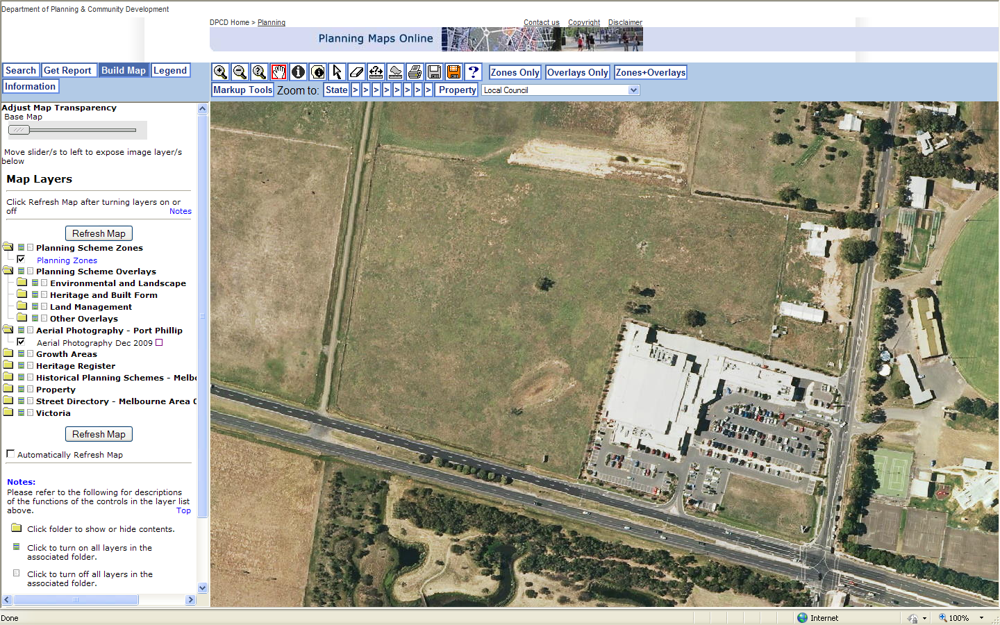 Department of Planning & Community Development
DPCD Home > Planning
Contact us Copyright Disclaimer
Planning Maps Online
Search Get Report Build Map Legend
Information
Zones Only Overlays Only Zones+Overlays
Markup Tools Zoom to: State > > > > > > > > Property Local Council
Adjust Map Transparency
Base Map
Move slider/s to left to expose image layer/s
below
Map Layers
Click Refresh Map after turning layers on or
off Notes
Refresh Map
Planning Scheme Zones
Planning Zones
Planning Scheme Overlays
Environmental and Landscape
Heritage and Built Form
Land Management
Other Overlays
Aerial Photography - Port Phillip
Aerial Photography Dec 2009
Growth Areas
Heritage Register
Historical Planning Schemes - Melb
Property
Street Directory - Melbourne Area
Victoria
Refresh Map
Automatically Refresh Map
Notes:
Please refer to the following for descriptions
of the functions of the controls in the layer list
above. Top
Click folder to show or hide contents.
Click to turn on all layers in the
associated folder.
Click to turn off all layers in the
associated folder.
Done
Internet
100%